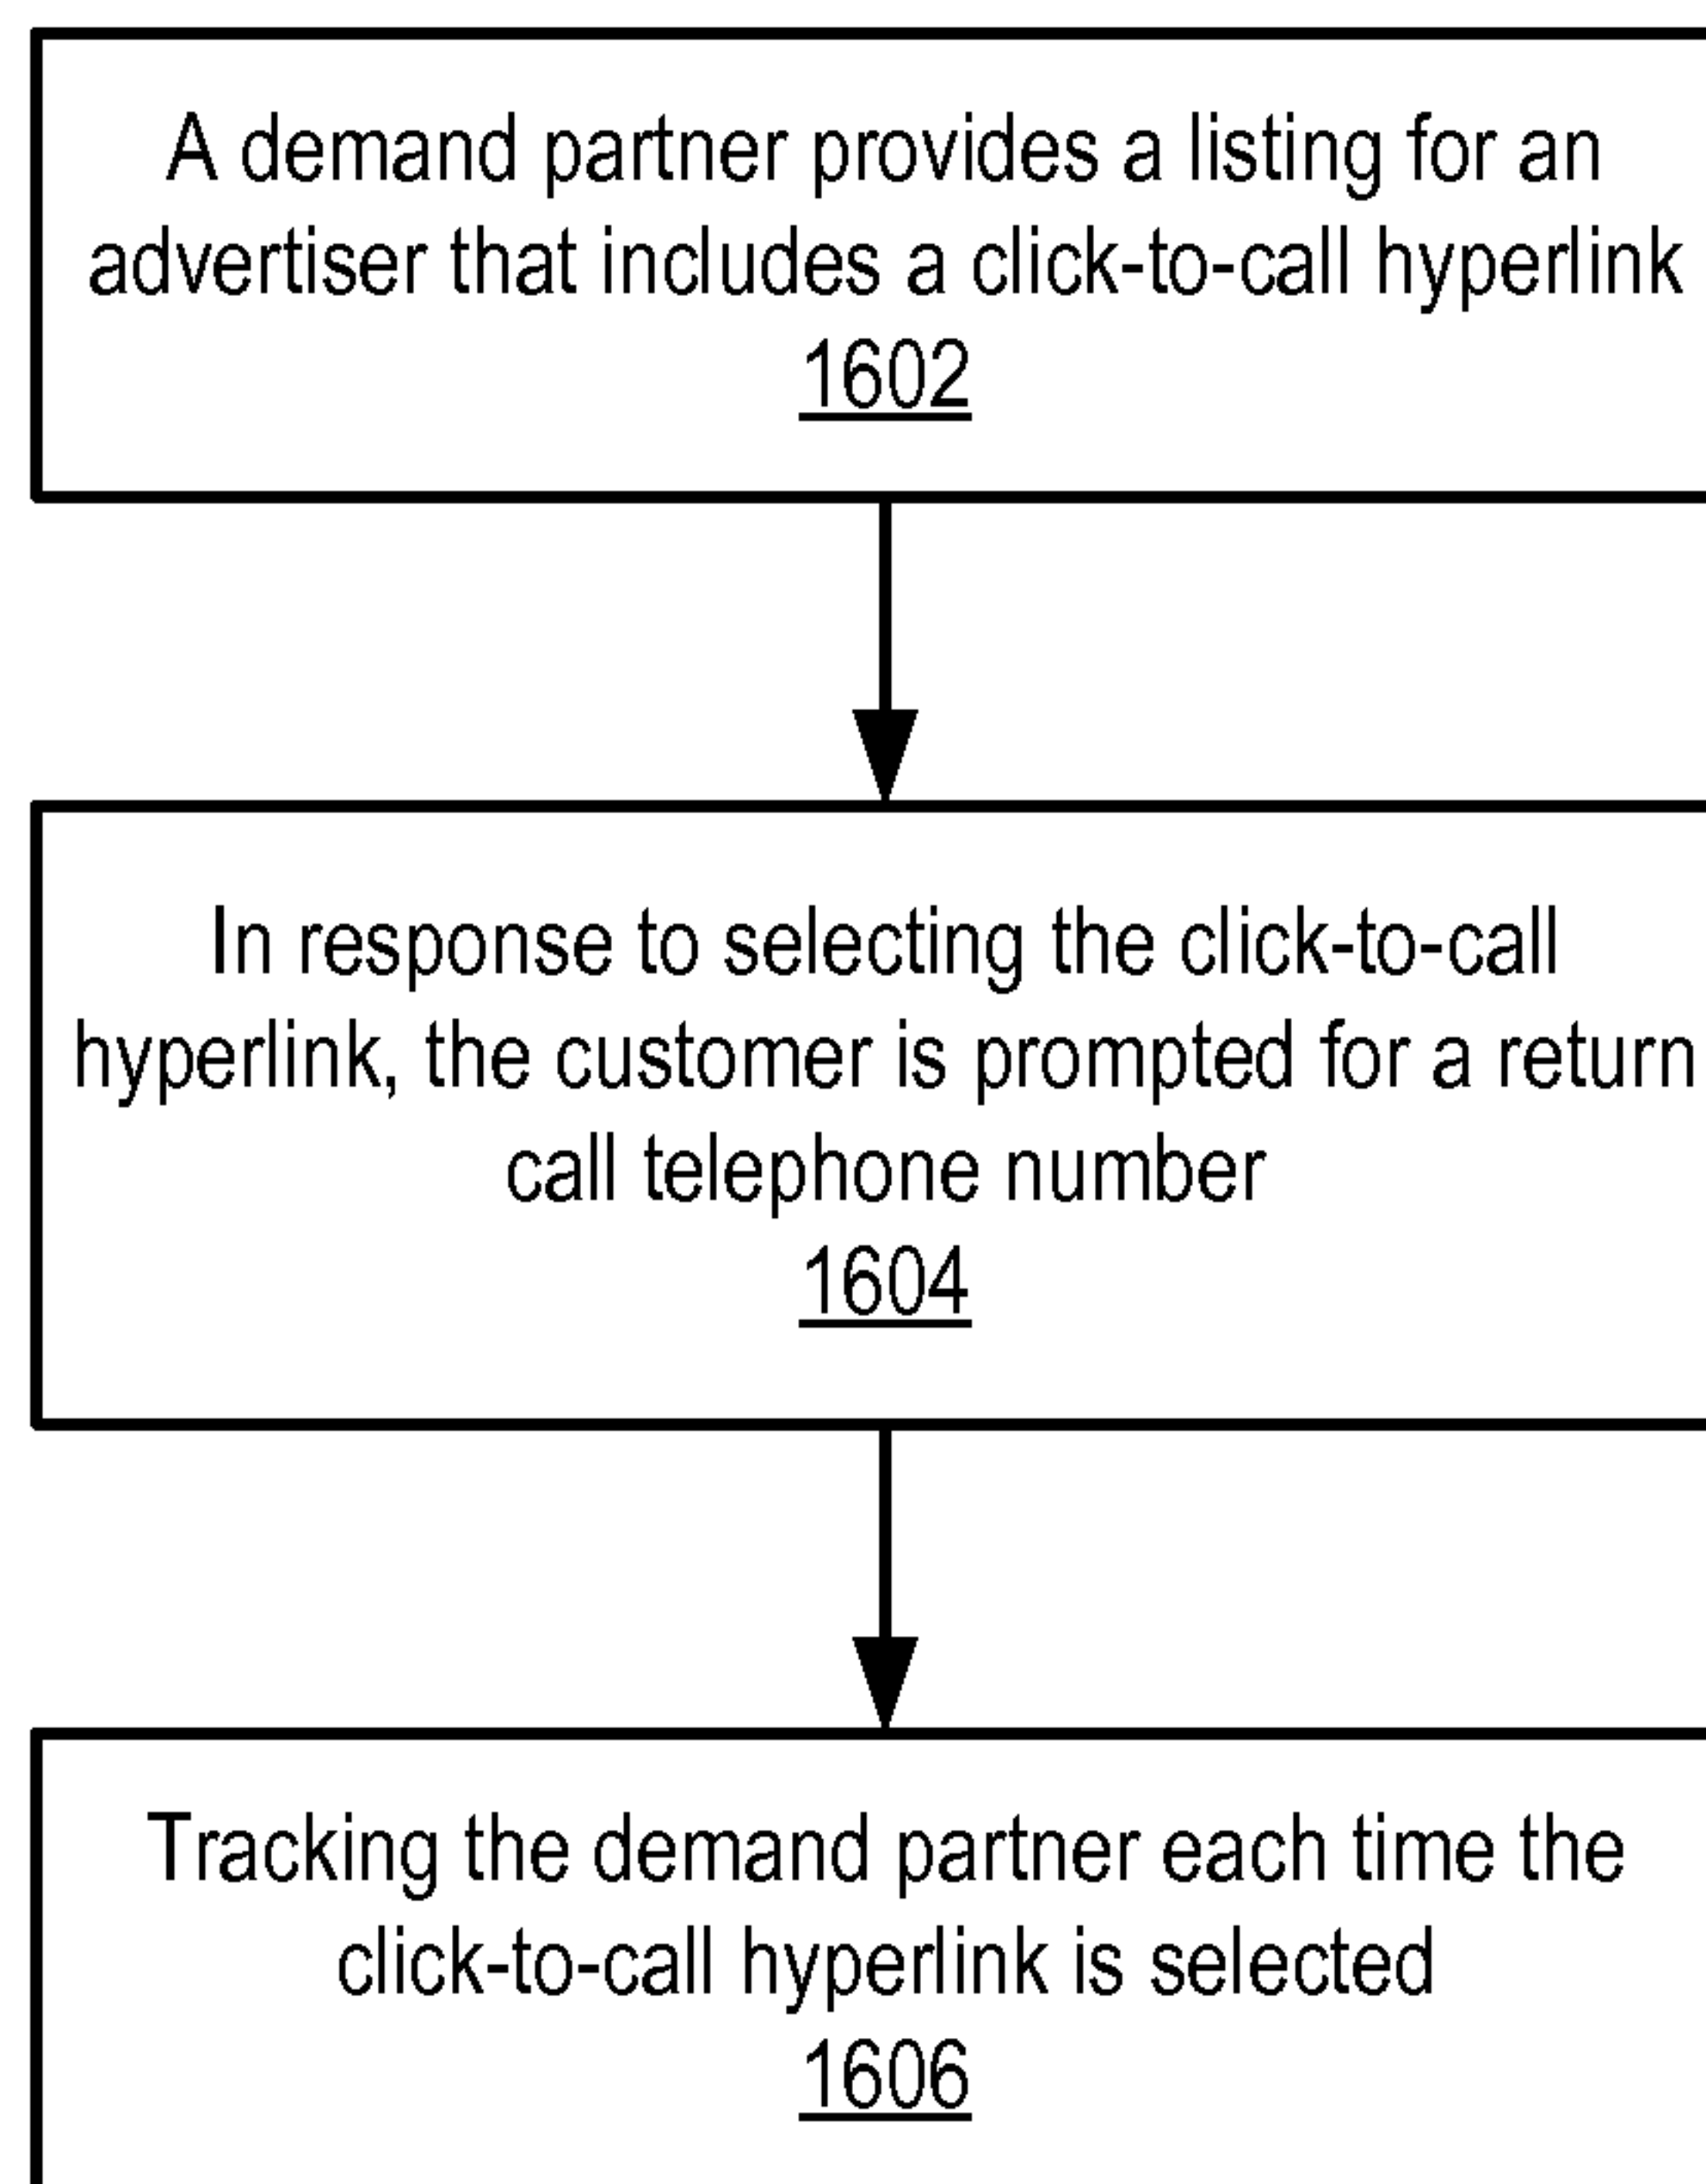 A demand partner provides a listing for an
advertiser that includes a click-to-call hyperlink
1602
In response to selecting the click-to-call
hyperlink, the customer is prompted for a return
call telephone number
1604
Tracking the demand partner each time the
click-to-call hyperlink is selected
1606